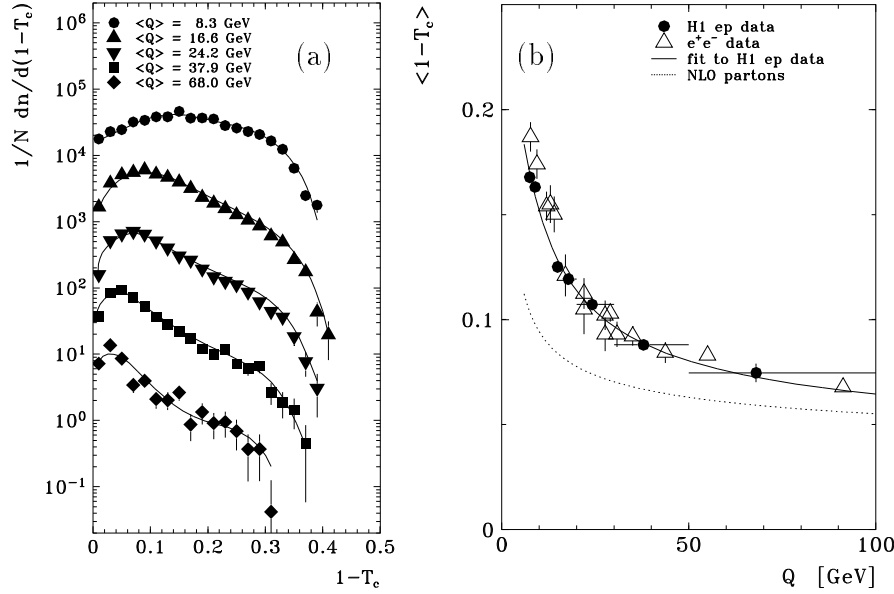 <Q> = 8.3 GeV
<Q> = 16.6 GeV
<Q> = 24.2 GeV
<Q> = 37.9 GeV
<Q> = 68.0 GeV
(a)
1/N dn/d(1−T_c)
10^6
10^5
10^4
10^3
10^2
10^1
10^0
10^−1
0 0.1 0.2 0.3 0.4 0.5
1−T_c
(b)
<1−T_c>
H1 ep data
e^+e^− data
fit to H1 ep data
NLO partons
0.2
0.1
0
0 50 100
Q [GeV]